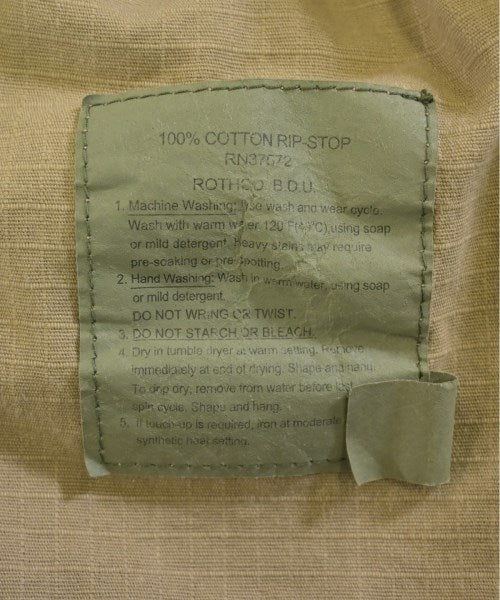 100% COTTON RIP-STOP
RN37572
ROTHCO B.D.U.
1. Machine Washing: Use wash and wear cycle.
Wash with warm water 120 F(49°C),using soap
or mild detergent. Heavy stains may require
pre-soaking or pre-spotting.
2. Hand Washing: Wash in warm water, using soap
or mild detergent.
DO NOT WRING OR TWIST.
3. DO NOT STARCH OR BLEACH.
4. Dry in tumble dryer at warm setting. Remove
immediately at end of drying. Shape and hang.
To drip dry, remove from water before last
spin cycle. Shape and hang.
5. If touch-up is required, iron at moderate
synthetic heat setting.